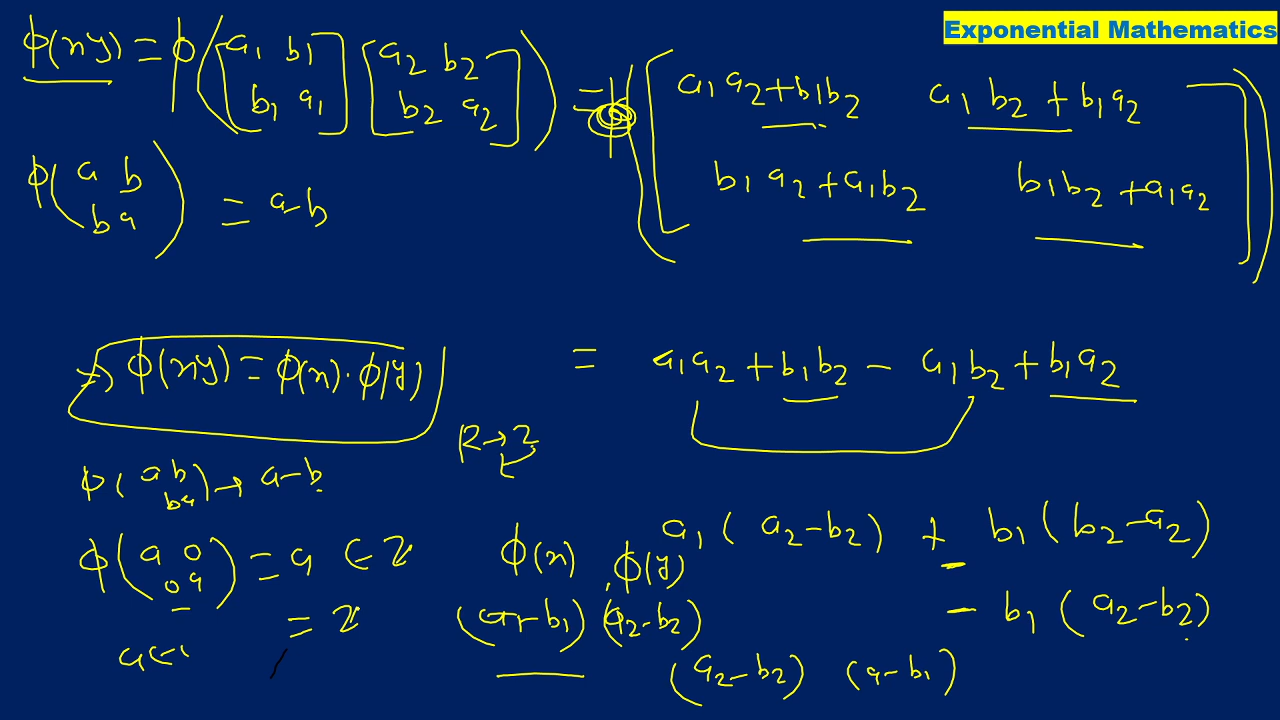 Exponential Mathematics
ϕ(xy) = ϕ([a₁ b₁ [a₂ b₂ ) = ϕ([a₁a₂+b₁b₂ a₁b₂+b₁a₂
b₁ a₁] b₂ a₂] b₁a₂+a₁b₂ b₁b₂+a₁a₂])
ϕ(a b
b a) = a-b
⇒ ϕ(xy) = ϕ(x)·ϕ(y) = a₁a₂+b₁b₂ - a₁b₂+b₁a₂
R→Z
ϕ(a b
b a) → a-b
a₁(a₂-b₂) + b₁(b₂-a₂)
ϕ(a 0
0 a) = a ∈ Z
ϕ(x) . ϕ(y)
= Z
(a₁-b₁) (a₂-b₂) - b₁(a₂-b₂)
(a₂-b₂) (a-b₁)